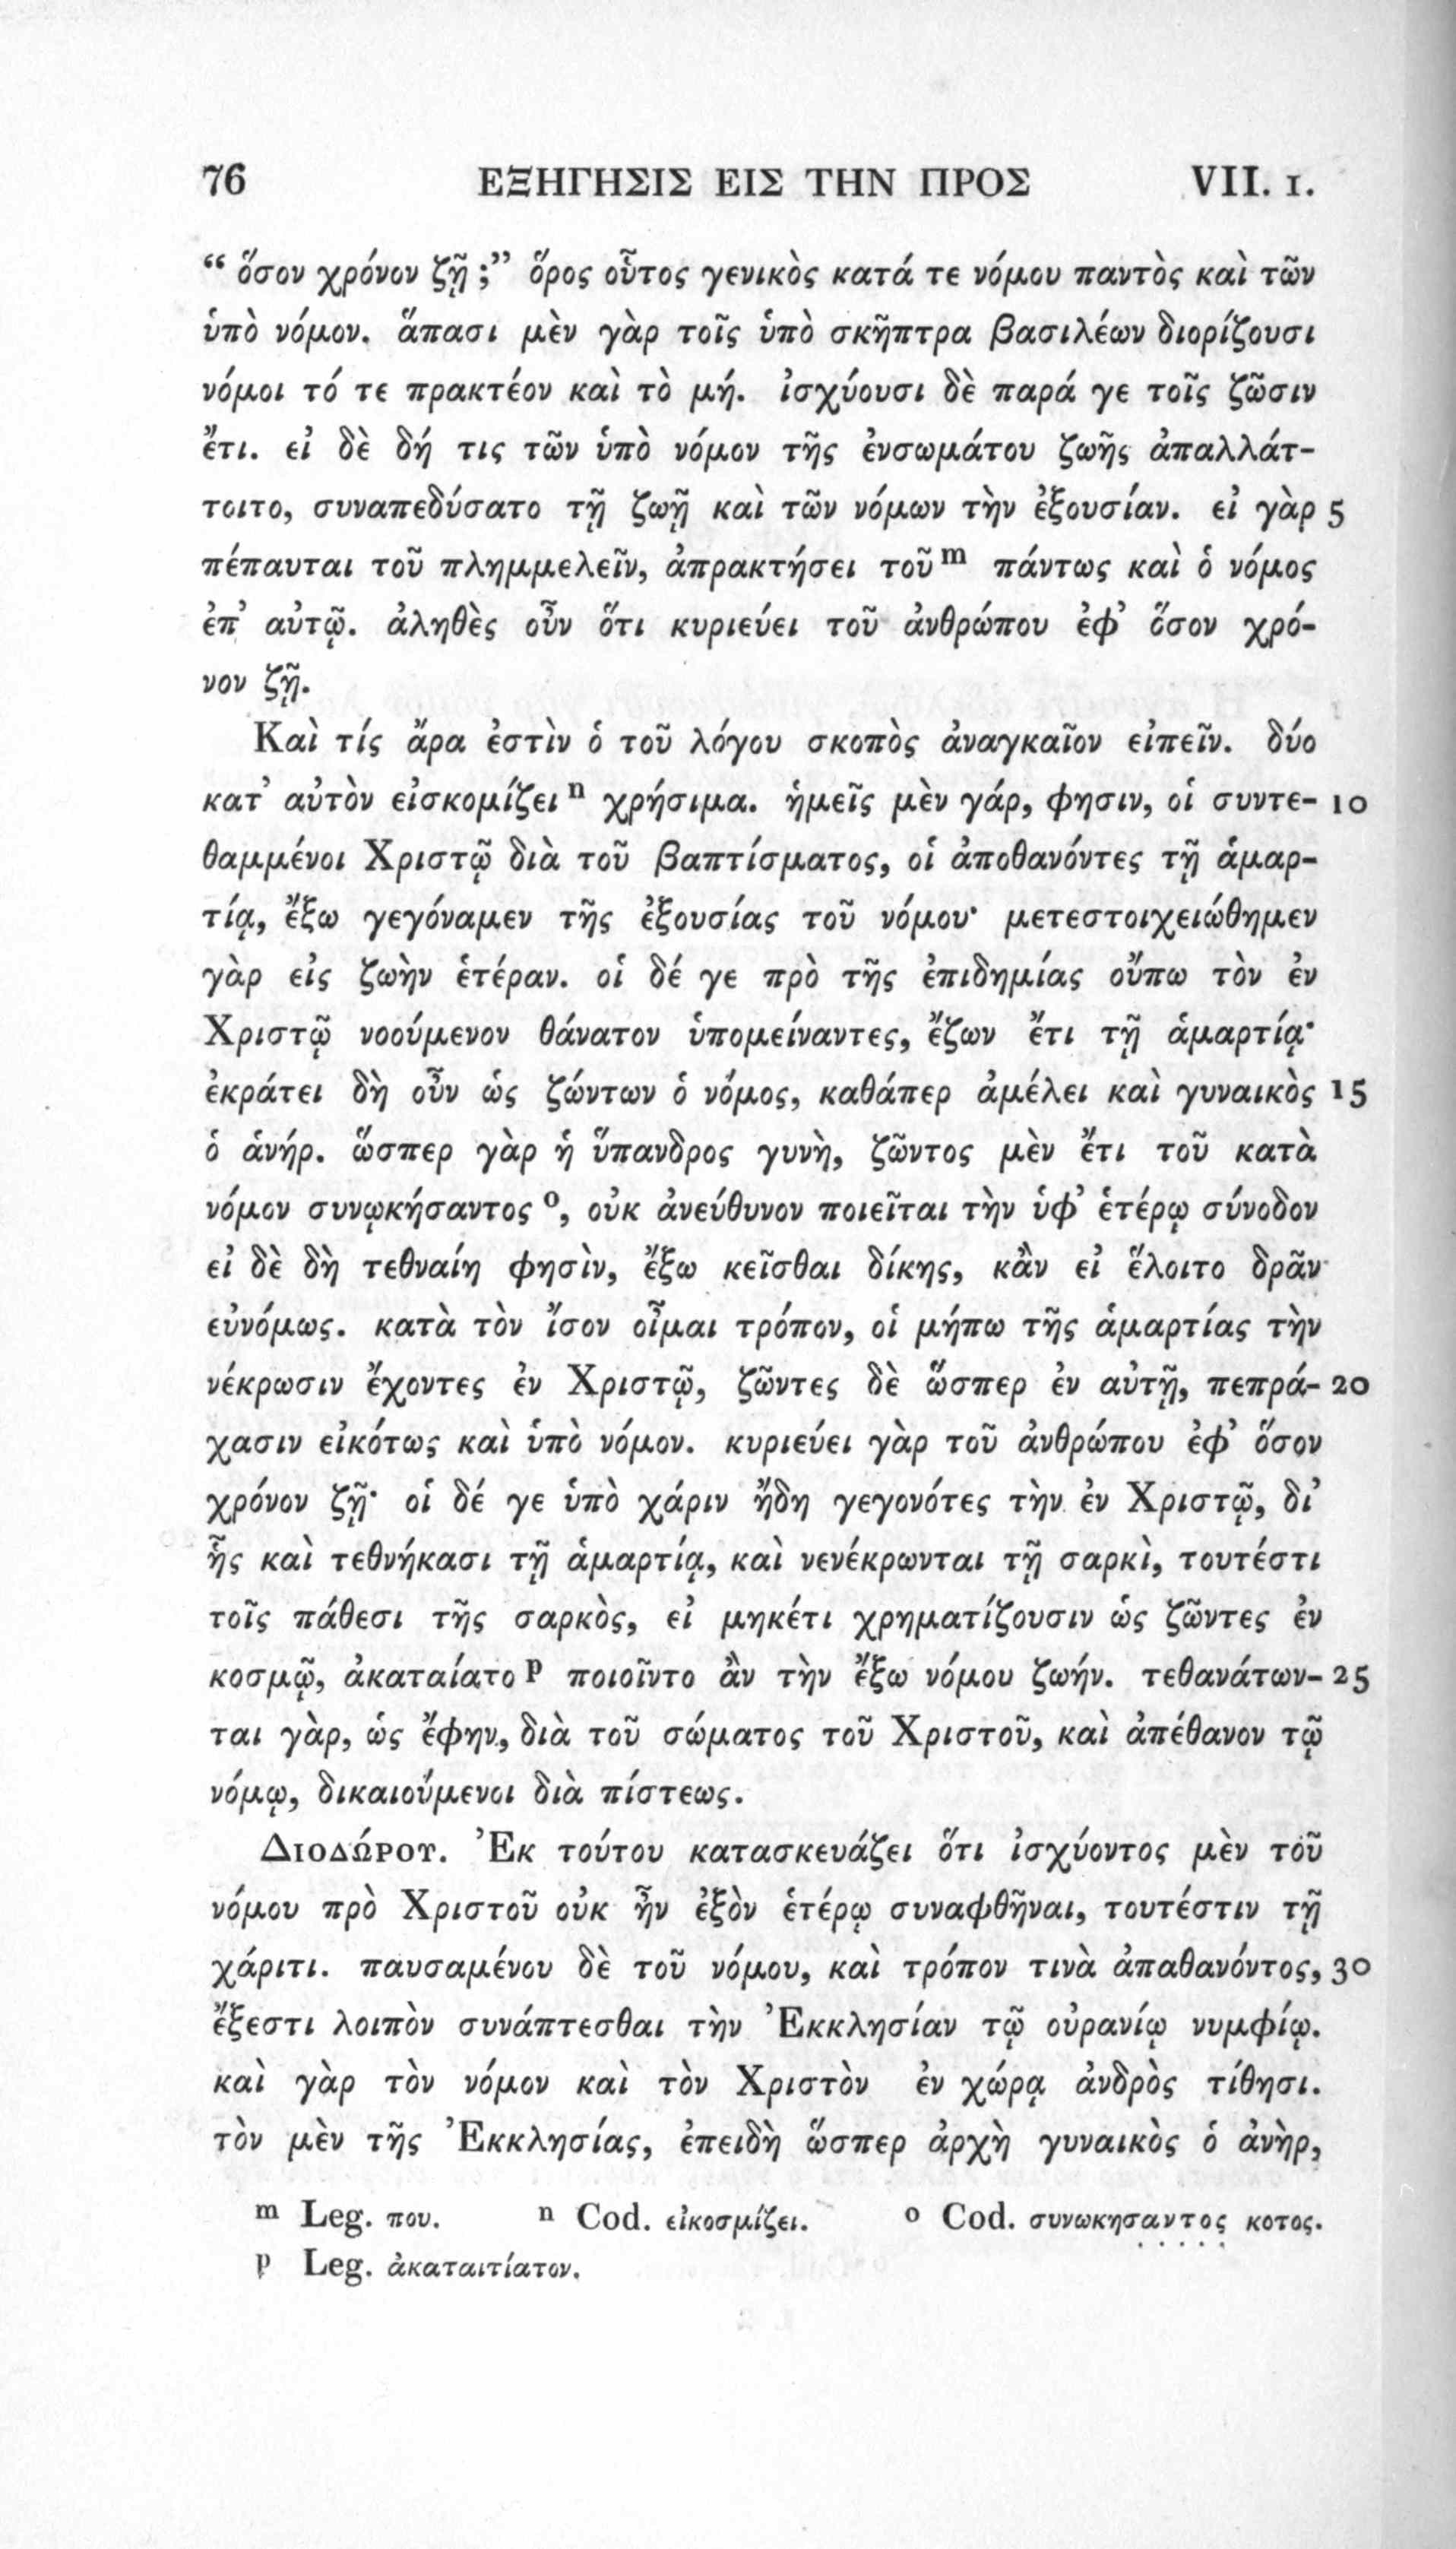 76 ΕΞΗΓΗΣΙΣ ΕΙΣ ΤΗΝ ΠΡΟΣ VII. 1.
“ ὅσον χρόνον ζῇ ;” ὅρος οὗτος γενικὸς κατά τε νόμου παντὸς καὶ τῶν
ὑπὸ νόμον. ἅπασι μὲν γὰρ τοῖς ὑπὸ σκῆπτρα βασιλέων διορίζουσι
νόμοι τό τε πρακτέον καὶ τὸ μή. ἰσχύουσι δὲ παρά γε τοῖς ζῶσιν
ἔτι. εἰ δὲ δή τις τῶν ὑπὸ νόμον τῆς ἐνσωμάτου ζωῆς ἀπαλλάτ-
τοιτο, συναπεδύσατο τῇ ζωῇ καὶ τῶν νόμων τὴν ἐξουσίαν. εἰ γὰρ 5
πέπαυται τοῦ πλημμελεῖν, ἀπρακτήσει τοῦ m πάντως καὶ ὁ νόμος
ἐπ’ αὐτῷ. ἀληθὲς οὖν ὅτι κυριεύει τοῦ ἀνθρώπου ἐφ’ ὅσον χρό-
νον ζῇ.
Καὶ τίς ἄρα ἐστὶν ὁ τοῦ λόγου σκοπὸς ἀναγκαῖον εἰπεῖν. δύο
κατ’ αὐτὸν εἰσκομίζει n χρήσιμα. ἡμεῖς μὲν γάρ, φησιν, οἱ συντε- 10
θαμμένοι Χριστῷ διὰ τοῦ βαπτίσματος, οἱ ἀποθανόντες τῇ ἁμαρ-
τίᾳ, ἔξω γεγόναμεν τῆς ἐξουσίας τοῦ νόμου· μετεστοιχειώθημεν
γὰρ εἰς ζωὴν ἑτέραν. οἱ δέ γε πρὸ τῆς ἐπιδημίας οὔπω τὸν ἐν
Χριστῷ νοούμενον θάνατον ὑπομείναντες, ἔζων ἔτι τῇ ἁμαρτίᾳ·
ἐκράτει δὴ οὖν ὡς ζώντων ὁ νόμος, καθάπερ ἀμέλει καὶ γυναικὸς 15
ὁ ἀνήρ. ὥσπερ γὰρ ἡ ὕπανδρος γυνὴ, ζῶντος μὲν ἔτι τοῦ κατὰ
νόμον συνῳκήσαντος o, οὐκ ἀνεύθυνον ποιεῖται τὴν ὑφ’ ἑτέρῳ σύνοδον
εἰ δὲ δὴ τεθναίη φησὶν, ἔξω κεῖσθαι δίκης, κἂν εἰ ἕλοιτο δρᾶν
εὐνόμως. κατὰ τὸν ἴσον οἶμαι τρόπον, οἱ μήπω τῆς ἁμαρτίας τὴν
νέκρωσιν ἔχοντες ἐν Χριστῷ, ζῶντες δὲ ὥσπερ ἐν αὐτῇ, πεπρά- 20
χασιν εἰκότως καὶ ὑπὸ νόμον. κυριεύει γὰρ τοῦ ἀνθρώπου ἐφ’ ὅσον
χρόνον ζῇ· οἱ δέ γε ὑπὸ χάριν ἤδη γεγονότες τὴν ἐν Χριστῷ, δι’
ἧς καὶ τεθνήκασι τῇ ἁμαρτίᾳ, καὶ νενέκρωνται τῇ σαρκὶ, τουτέστι
τοῖς πάθεσι τῆς σαρκὸς, εἰ μηκέτι χρηματίζουσιν ὡς ζῶντες ἐν
κοσμῷ, ἀκαταίατο p ποιοῖντο ἂν τὴν ἔξω νόμου ζωήν. τεθανάτων- 25
ται γὰρ, ὡς ἔφην, διὰ τοῦ σώματος τοῦ Χριστοῦ, καὶ ἀπέθανον τῷ
νόμῳ, δικαιούμενοι διὰ πίστεως.
ΔΙΟΔΏΡΟΥ. Ἐκ τούτου κατασκευάζει ὅτι ἰσχύοντος μὲν τοῦ
νόμου πρὸ Χριστοῦ οὐκ ἦν ἐξὸν ἑτέρῳ συναφθῆναι, τουτέστιν τῇ
χάριτι. παυσαμένου δὲ τοῦ νόμου, καὶ τρόπον τινὰ ἀπαθανόντος, 30
ἔξεστι λοιπὸν συνάπτεσθαι τὴν Ἐκκλησίαν τῷ οὐρανίῳ νυμφίῳ.
καὶ γὰρ τὸν νόμον καὶ τὸν Χριστὸν ἐν χώρᾳ ἀνδρὸς τίθησι.
τὸν μὲν τῆς Ἐκκλησίας, ἐπειδὴ ὥσπερ ἀρχὴ γυναικὸς ὁ ἀνὴρ,
m Leg. που. n Cod. εἰκοσμίζει. o Cod. συνωκησαντος κοτος.
p Leg. ἀκαταιτίατον.